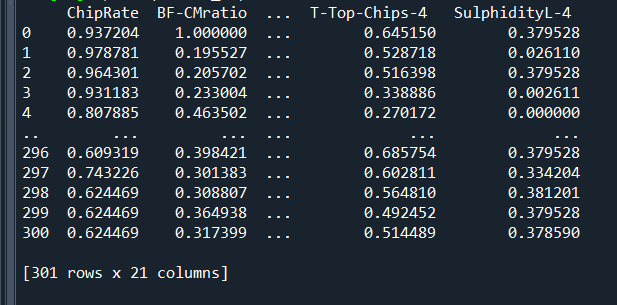 ChipRate BF-CMratio ... T-Top-Chips-4 SulphidityL-4
0 0.937204 1.000000 ... 0.645150 0.379528
1 0.978781 0.195527 ... 0.528718 0.026110
2 0.964301 0.205702 ... 0.516398 0.379528
3 0.931183 0.233004 ... 0.338886 0.002611
4 0.807885 0.463502 ... 0.270172 0.000000
.. ... ... ... ... ...
296 0.609319 0.398421 ... 0.685754 0.379528
297 0.743226 0.301383 ... 0.602811 0.334204
298 0.624469 0.308807 ... 0.564810 0.381201
299 0.624469 0.364938 ... 0.492452 0.379528
300 0.624469 0.317399 ... 0.514489 0.378590
[301 rows x 21 columns]